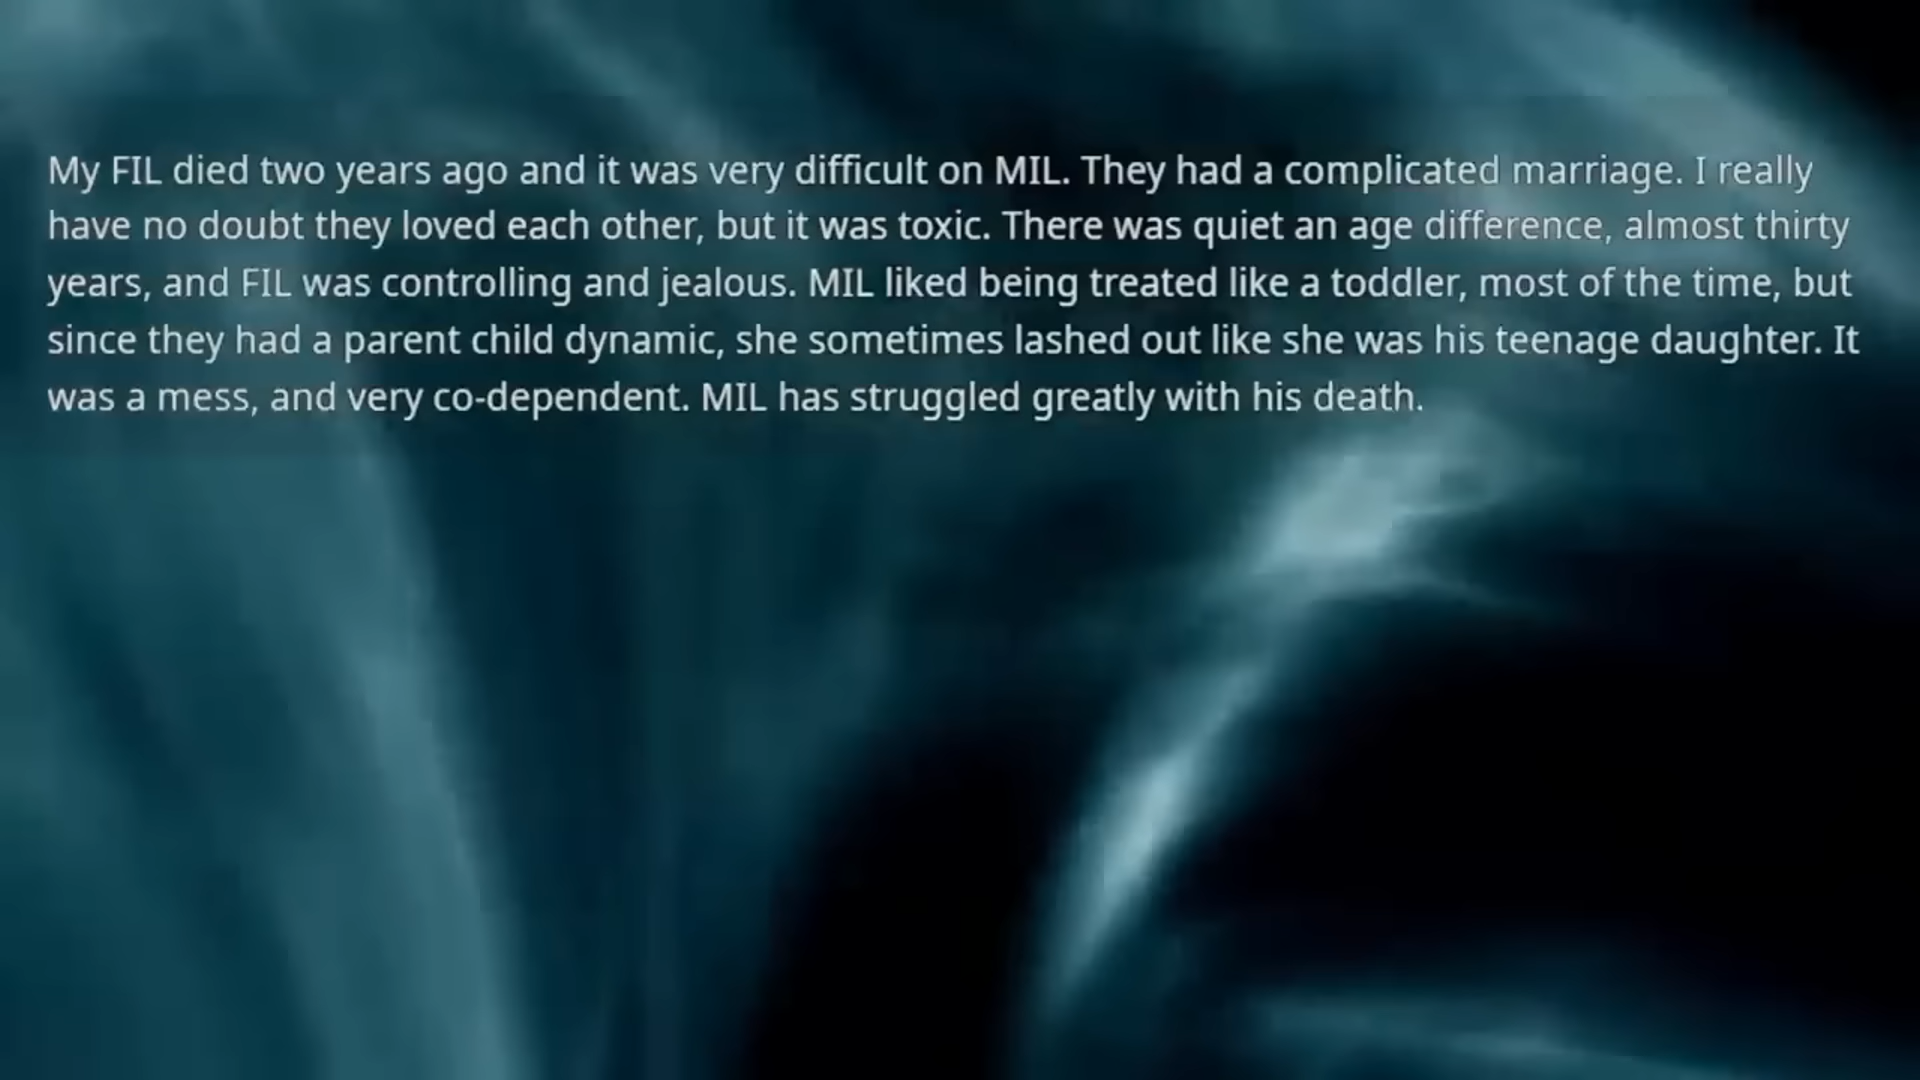 My FIL died two years ago and it was very difficult on MIL. They had a complicated marriage. I really
have no doubt they loved each other, but it was toxic. There was quiet an age difference, almost thirty
years, and FIL was controlling and jealous. MIL liked being treated like a toddler, most of the time, but
since they had a parent child dynamic, she sometimes lashed out like she was his teenage daughter. It
was a mess, and very co-dependent. MIL has struggled greatly with his death.